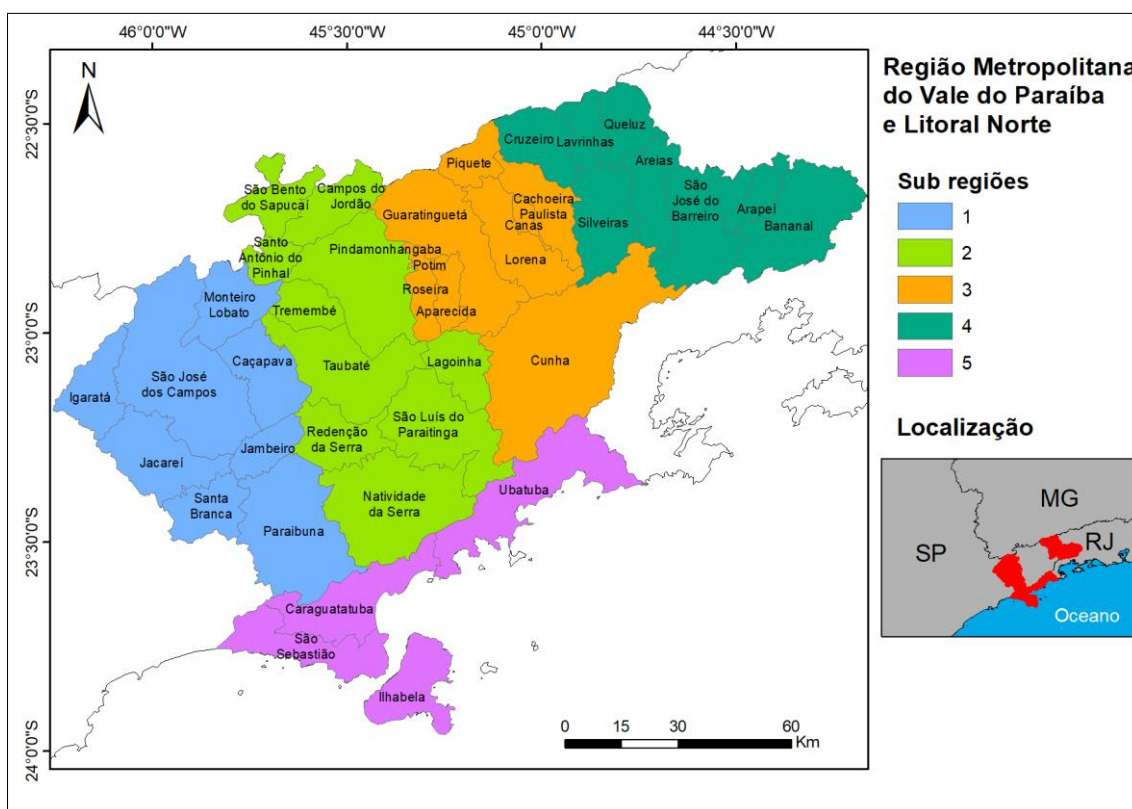 46°0'0"W
45°30'0"W
45°0'0"W
44°30'0"W
N
22°30'0"S
23°0'0"S
23°30'0"S
24°0'0"S
Queluz
Cruzeiro
Lavrinhas
Piquete
Areias
São Bento
do Sapucaí
Campos do
Jordão
Cachoeira
Paulista
São
José do
Barreiro
Guaratinguetá
Canas
Silveiras
Arapeí
Bananal
Santo
Antônio do
Pinhal
Pindamonhangaba
Potim
Lorena
Roseira
Monteiro
Lobato
Tremembé
Aparecida
Caçapava
Taubaté
Lagoinha
Cunha
São José
dos Campos
Igaratá
São Luís do
Paraitinga
Redenção
da Serra
Jambeiro
Jacareí
Santa
Branca
Natividade
da Serra
Ubatuba
Paraibuna
Caraguatatuba
São
Sebastião
Ilhabela
0 15 30 60
Km
Região Metropolitana
do Vale do Paraíba
e Litoral Norte
Sub regiões
1
2
3
4
5
Localização
MG
SP
RJ
Oceano